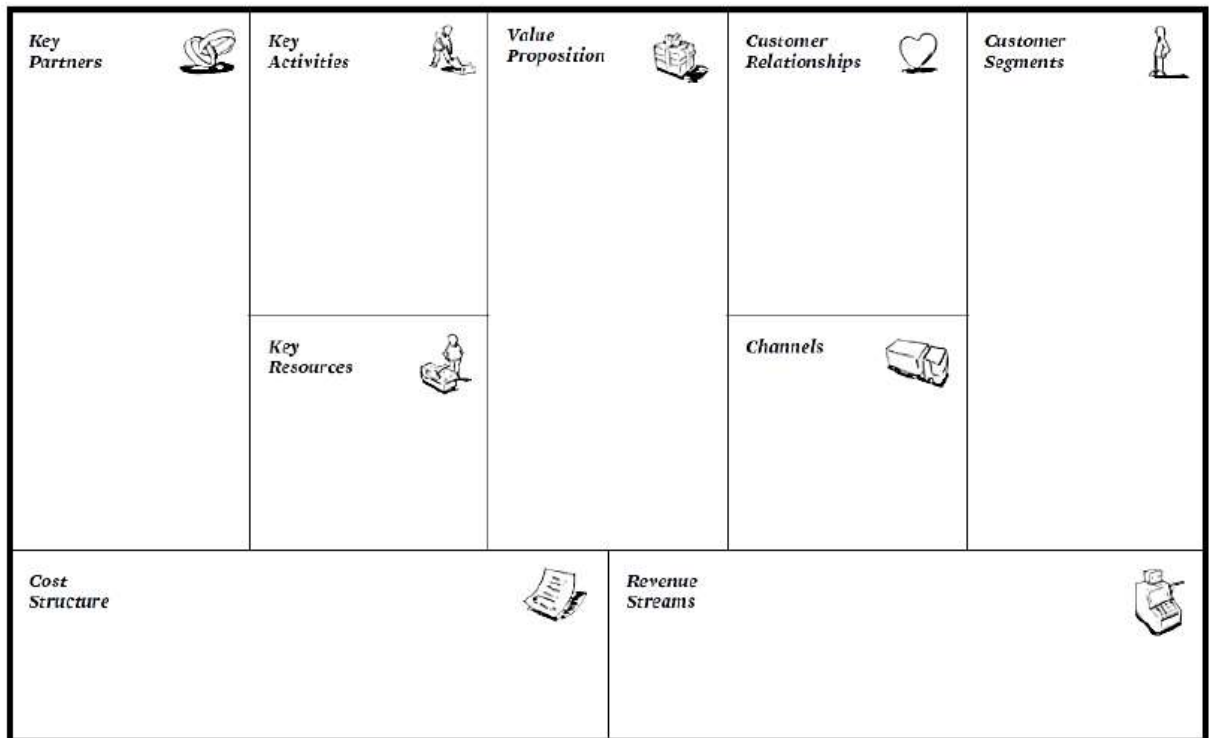 Key
Partners
Key
Activities
Value
Proposition
Customer
Relationships
Customer
Segments
Key
Resources
Channels
Cost
Structure
Revenue
Streams